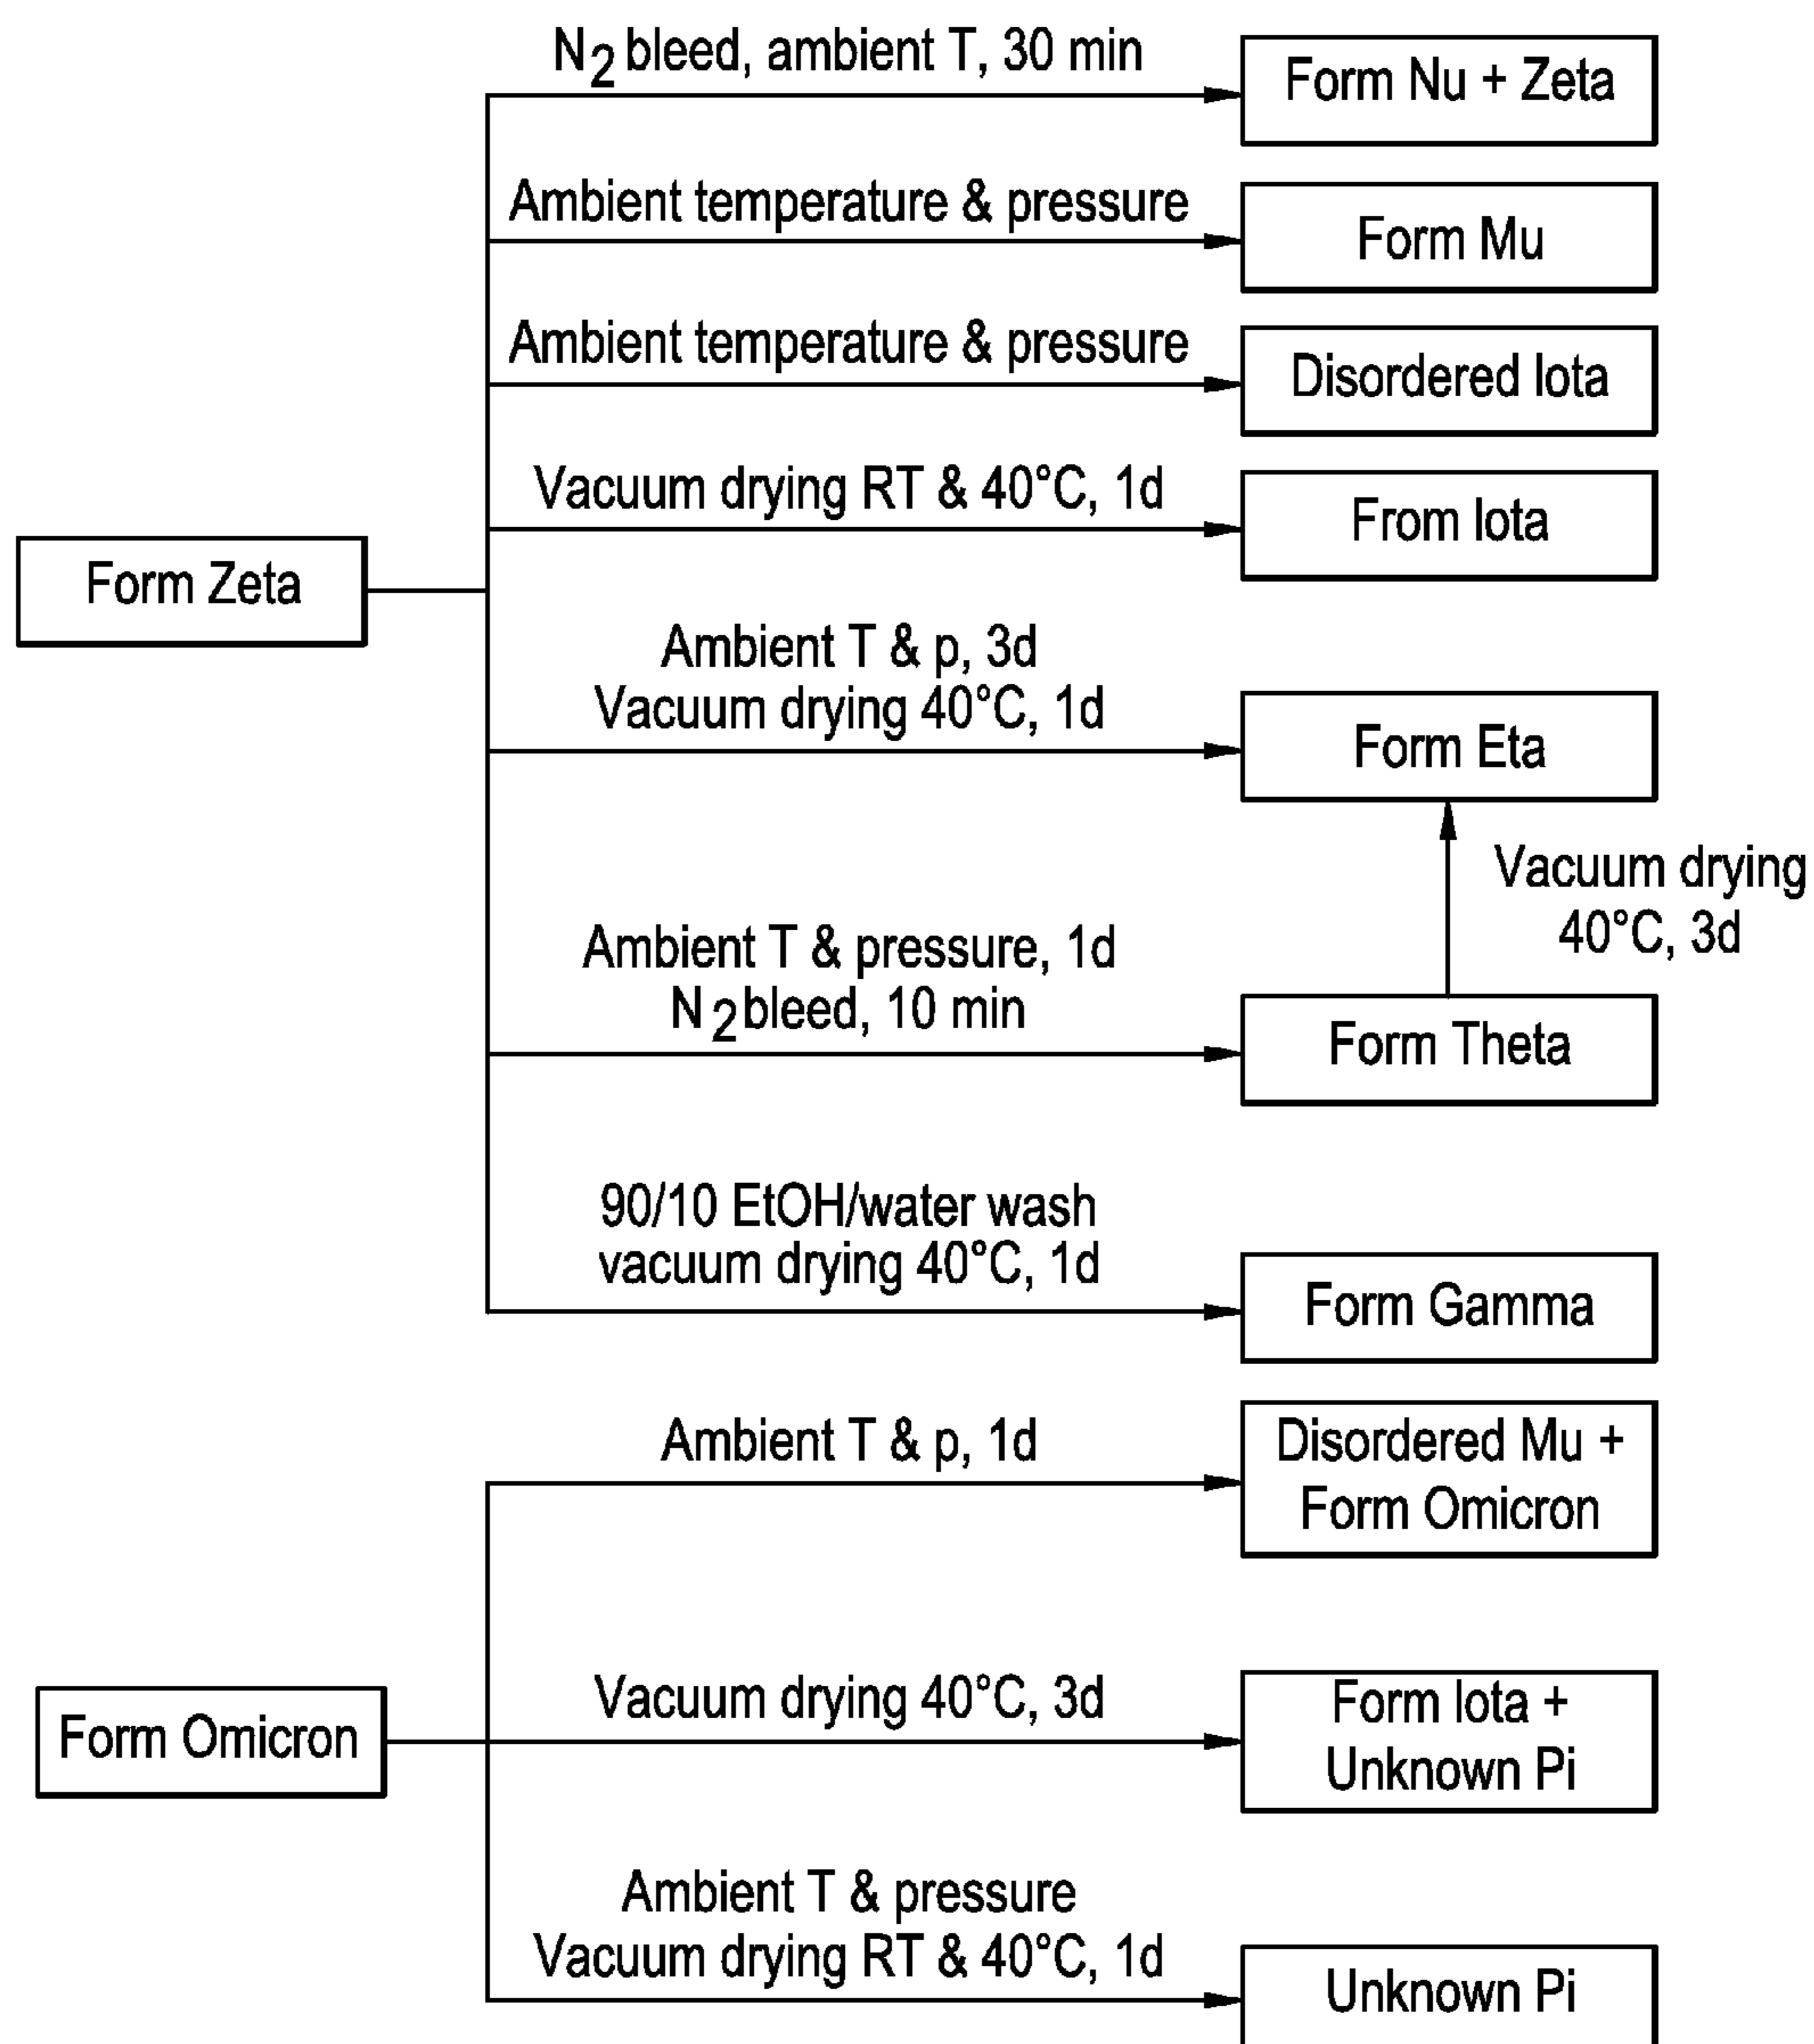 N2 bleed, ambient T, 30 min
Form Nu + Zeta
Ambient temperature & pressure
Form Mu
Ambient temperature & pressure
Disordered Iota
Vacuum drying RT & 40°C, 1d
From Iota
Form Zeta
Ambient T & p, 3d
Vacuum drying 40°C, 1d
Form Eta
Vacuum drying
40°C, 3d
Ambient T & pressure, 1d
N2 bleed, 10 min
Form Theta
90/10 EtOH/water wash
vacuum drying 40°C, 1d
Form Gamma
Ambient T & p, 1d
Disordered Mu +
Form Omicron
Form Omicron
Vacuum drying 40°C, 3d
Form Iota +
Unknown Pi
Ambient T & pressure
Vacuum drying RT & 40°C, 1d
Unknown Pi